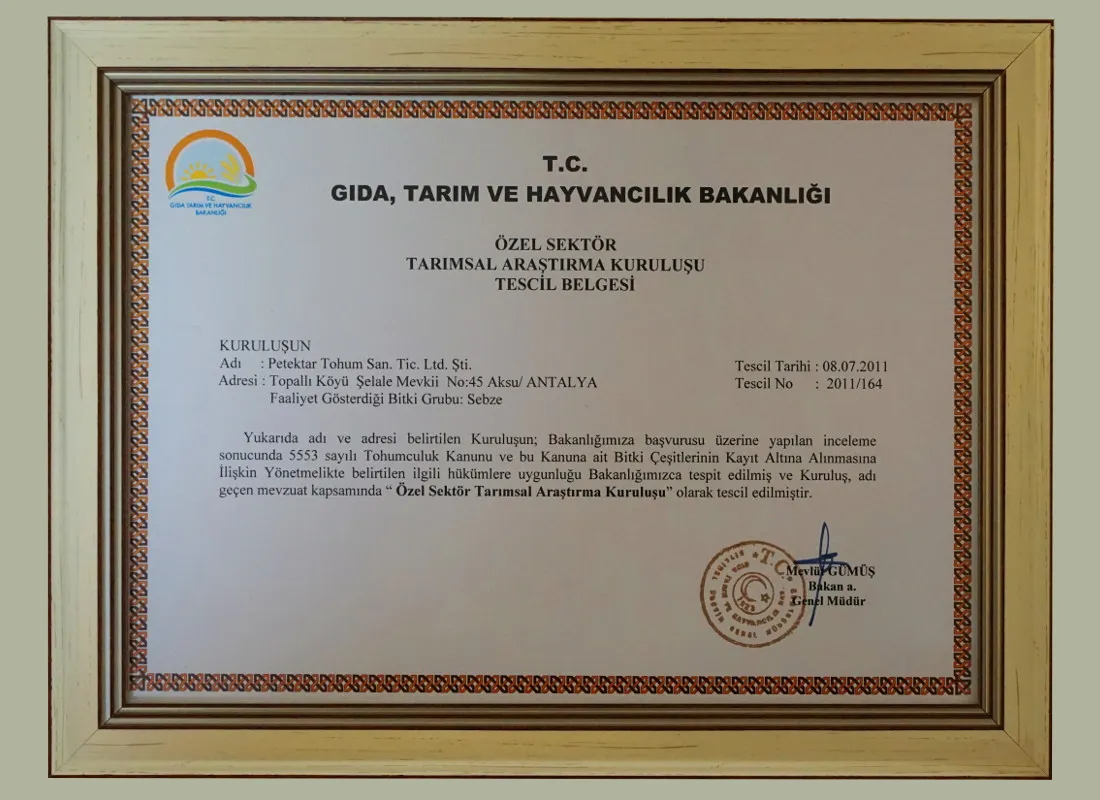 T.C.
GIDA, TARIM VE HAYVANCILIK BAKANLIĞI
T.C.
GIDA TARIM VE HAYVANCILIK
BAKANLIĞI
ÖZEL SEKTÖR
TARIMSAL ARAŞTIRMA KURULUŞU
TESCİL BELGESİ
KURULUŞUN
Adı : Petektar Tohum San. Tic. Ltd. Şti.
Adresi : Topallı Köyü Şelale Mevkii No:45 Aksu/ ANTALYA
Faaliyet Gösterdiği Bitki Grubu: Sebze
Tescil Tarihi : 08.07.2011
Tescil No : 2011/164
Yukarıda adı ve adresi belirtilen Kuruluşun; Bakanlığımıza başvurusu üzerine yapılan inceleme
sonucunda 5553 sayılı Tohumculuk Kanunu ve bu Kanuna ait Bitki Çeşitlerinin Kayıt Altına Alınmasına
İlişkin Yönetmelikte belirtilen ilgili hükümlere uygunluğu Bakanlığımızca tespit edilmiş ve Kuruluş, adı
geçen mevzuat kapsamında “ Özel Sektör Tarımsal Araştırma Kuruluşu” olarak tescil edilmiştir.
T.C.
Mevlüt GÜMÜŞ
Bakan a.
Genel Müdür